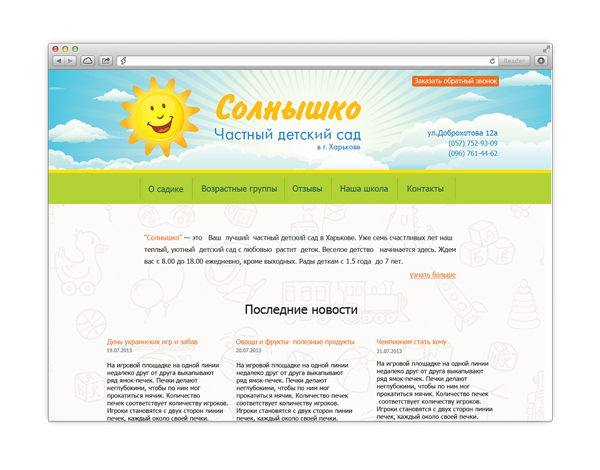 Reader
Заказать обратный звонок
Солнышко
Частный детский сад
в г. Харькове
ул.Доброхотова 12а
(057) 752-93-09
(096) 761-44-62
О садике
Возрастные группы
Отзывы
Наша школа
Контакты
"Солнышко" — это Ваш лучший частный детский сад в Харькове. Уже семь счастливых лет наш
теплый, уютный детский сад с любовью растит деток. Веселое детство начинается здесь. Ждем
вас с 8.00 до 18.00 ежедневно, кроме выходных. Рады деткам с 1.5 года до 7 лет.
узнать больше
Последние новости
День украинских игр и забав
19.07.2013
На игровой площадке на одной линии
недалеко друг от друга выкапывают
ряд ямок-печек. Печки делают
неглубокими, чтобы по ним мог
прокатиться мячик. Количество
печек соответствует количеству игроков.
Игроки становятся с двух сторон линии
печек, каждый около своей печки.
Овощи и фрукты- полезные продукты
20.07.2013
На игровой площадке на одной линии
недалеко друг от друга выкапывают
ряд ямок-печек. Печки делают
неглубокими, чтобы по ним мог
прокатиться мячик. Количество
печек соответствует количеству игроков.
Игроки становятся с двух сторон линии
печек, каждый около своей печки.
Чемпионом стать хочу
21.07.2013
На игровой площадке на одной линии
недалеко друг от друга выкапывают
ряд ямок-печек. Печки делают
неглубокими, чтобы по ним мог
прокатиться мячик. Количество печек
соответствует количеству игроков.
Игроки становятся с двух сторон линии
печек, каждый около своей печки.